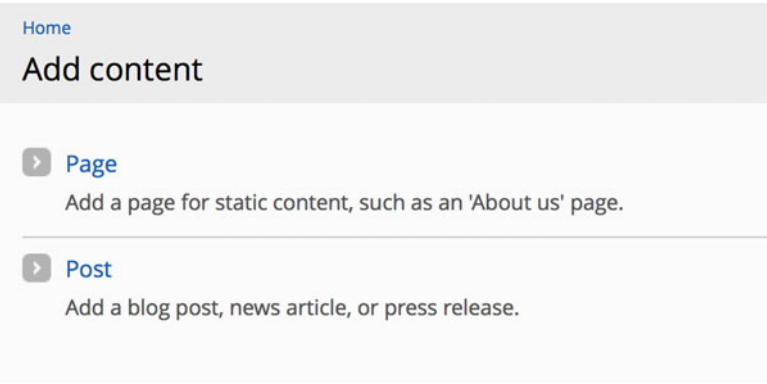 Home
Add content
Page
Add a page for static content, such as an 'About us' page.
Post
Add a blog post, news article, or press release.